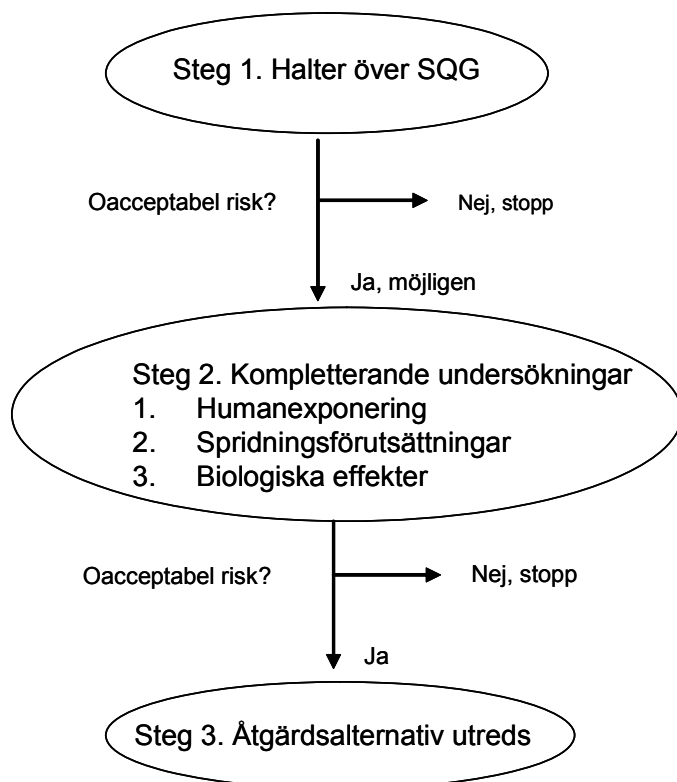 Steg 1. Halter över SQG
Oacceptabel risk?
Nej, stopp
Ja, möjligen
Steg 2. Kompletterande undersökningar
1. Humanexponering
2. Spridningsförutsättningar
3. Biologiska effekter
Oacceptabel risk?
Nej, stopp
Ja
Steg 3. Åtgärdsalternativ utreds